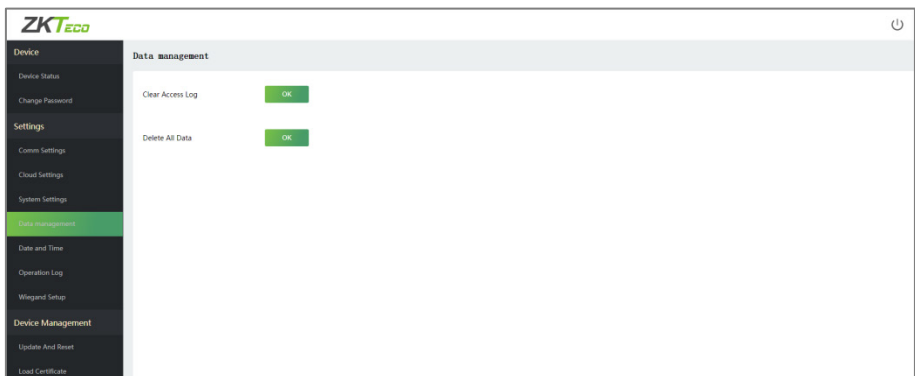 ZKTeco
Device
Device Status
Change Password
Settings
Comm Settings
Cloud Settings
System Settings
Data management
Date and Time
Operation Log
Wiegand Setup
Device Management
Update And Reset
Load Certificate
Data management
Clear Access Log OK
Delete All Data OK